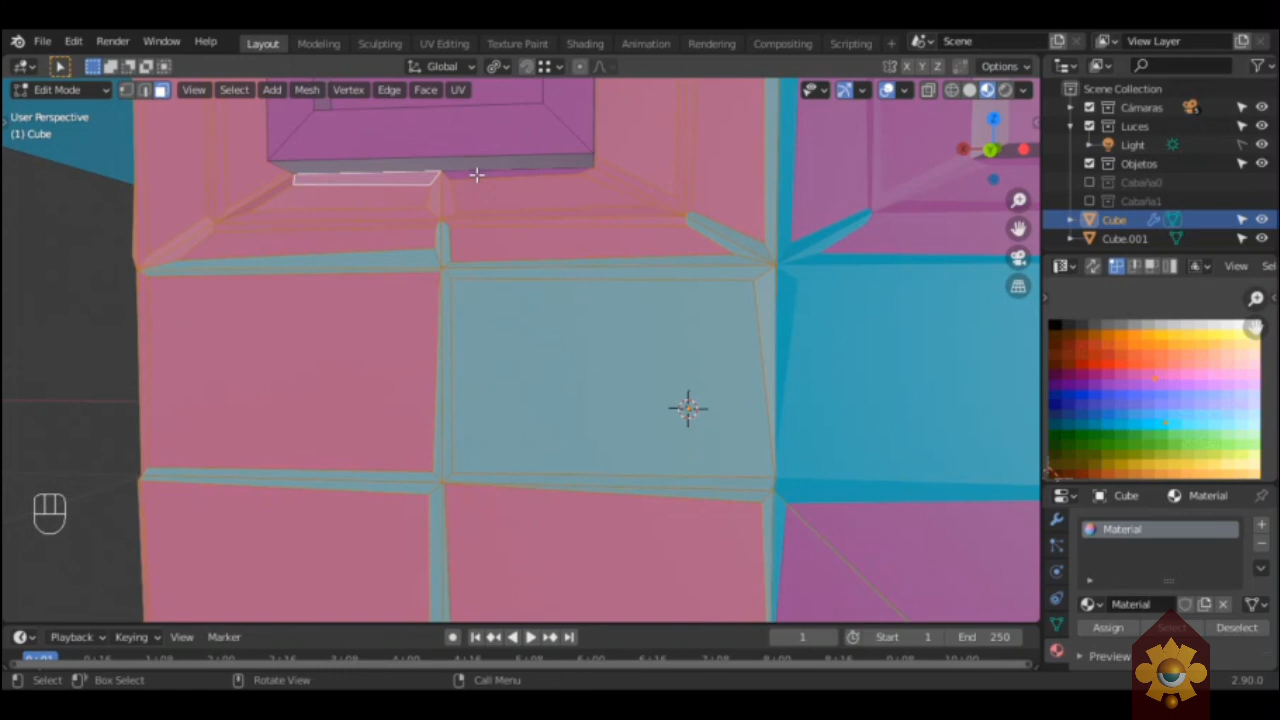 File Edit Render Window Help Layout Modeling Sculpting UV Editing Texture Paint Shading Animation Rendering Compositing Scripting + Scene View Layer
Global X Y Z Options
Edit Mode View Select Add Mesh Vertex Edge Face UV
User Perspective
(1) Cube
Scene Collection
Cámaras
Luces
Light
Objetos
Cabaña0
Cabaña1
Cube
Cube.001
View
Cube Material
Material
Material
Assign Select Deselect
Preview
Playback Keying View Marker 1 Start 1 End 250
Select Box Select Rotate View Call Menu 2.90.0